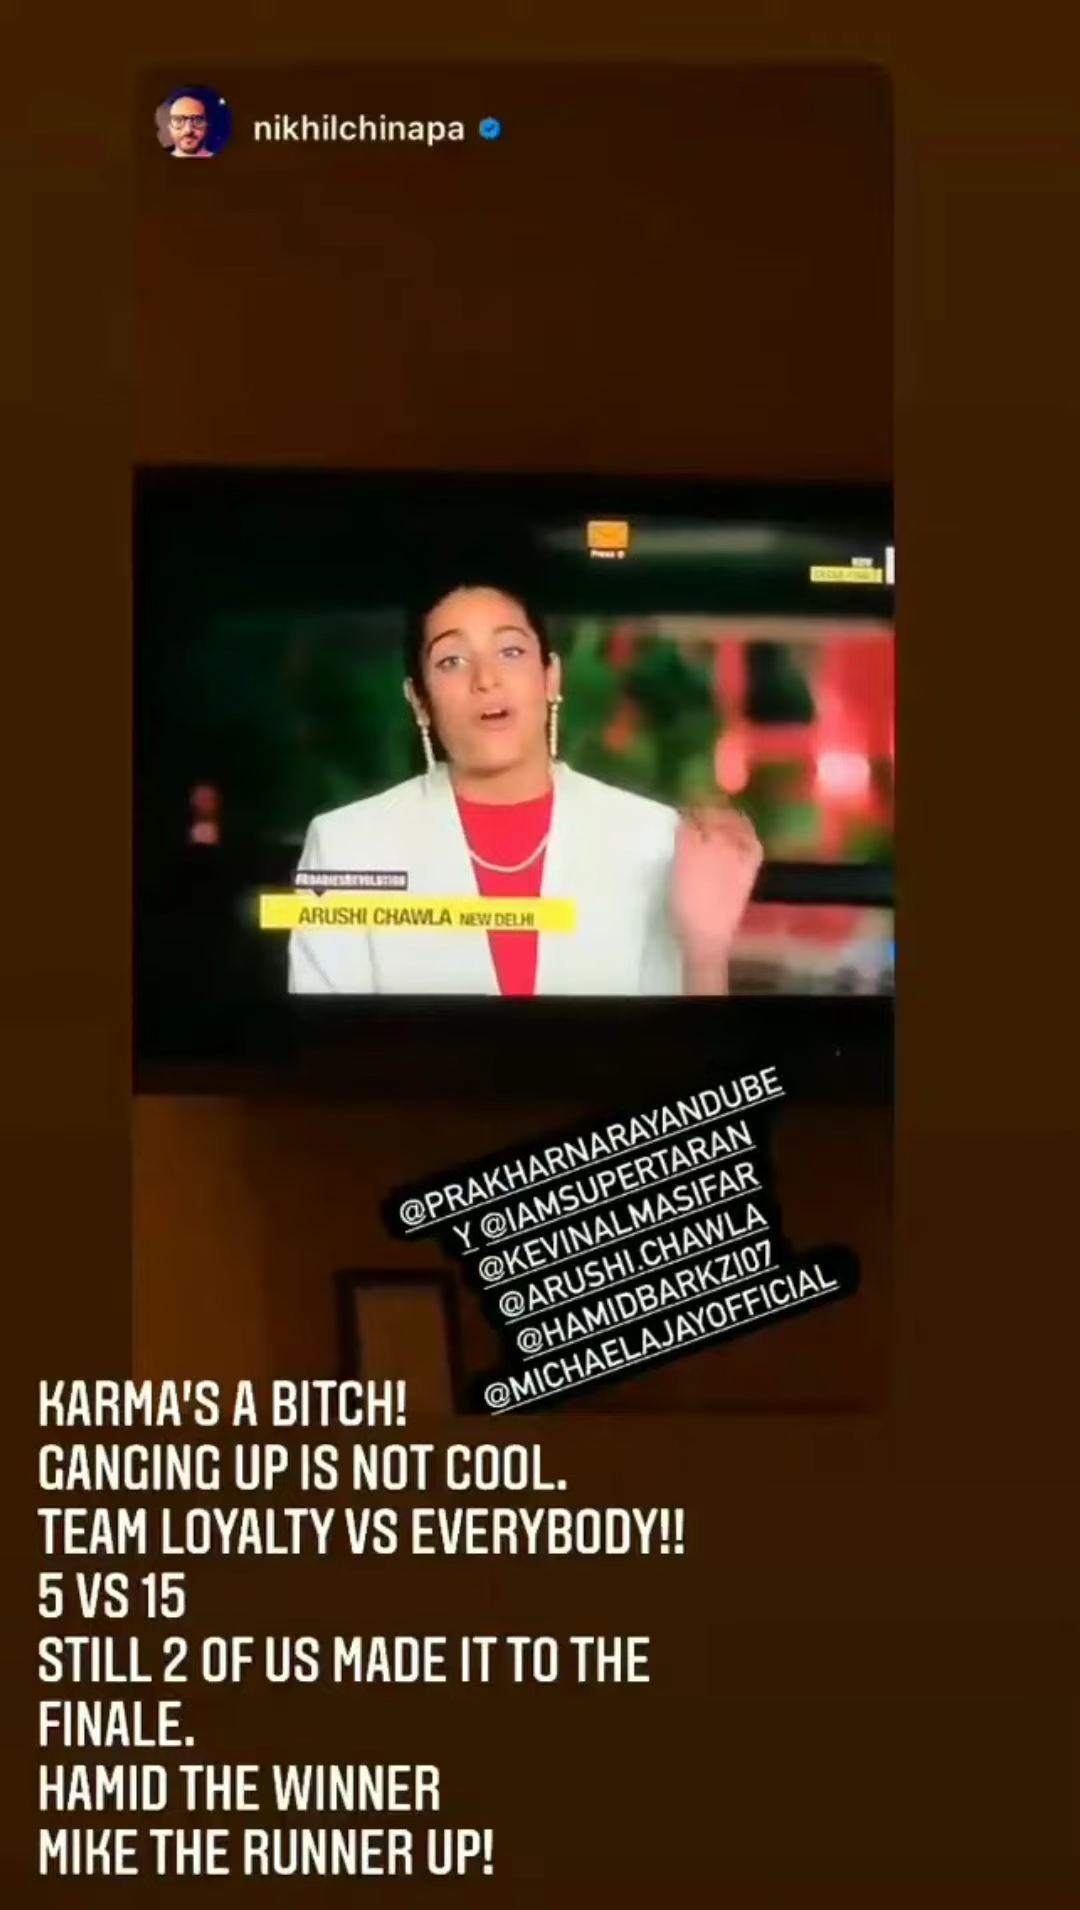 nikhilchinapa
Press
#ROADIESREVOLUTION
ARUSHI CHAWLA NEW DELHI
@PRAKHARNARAYANDUBE
Y @IAMSUPERTARAN
@KEVINALMASIFAR
@ARUSHI.CHAWLA
@HAMIDBARKZI07
@MICHAELAJAYOFFICIAL
KARMA'S A BITCH!
GANGING UP IS NOT COOL.
TEAM LOYALTY VS EVERYBODY!!
5 VS 15
STILL 2 OF US MADE IT TO THE
FINALE.
HAMID THE WINNER
MIKE THE RUNNER UP!